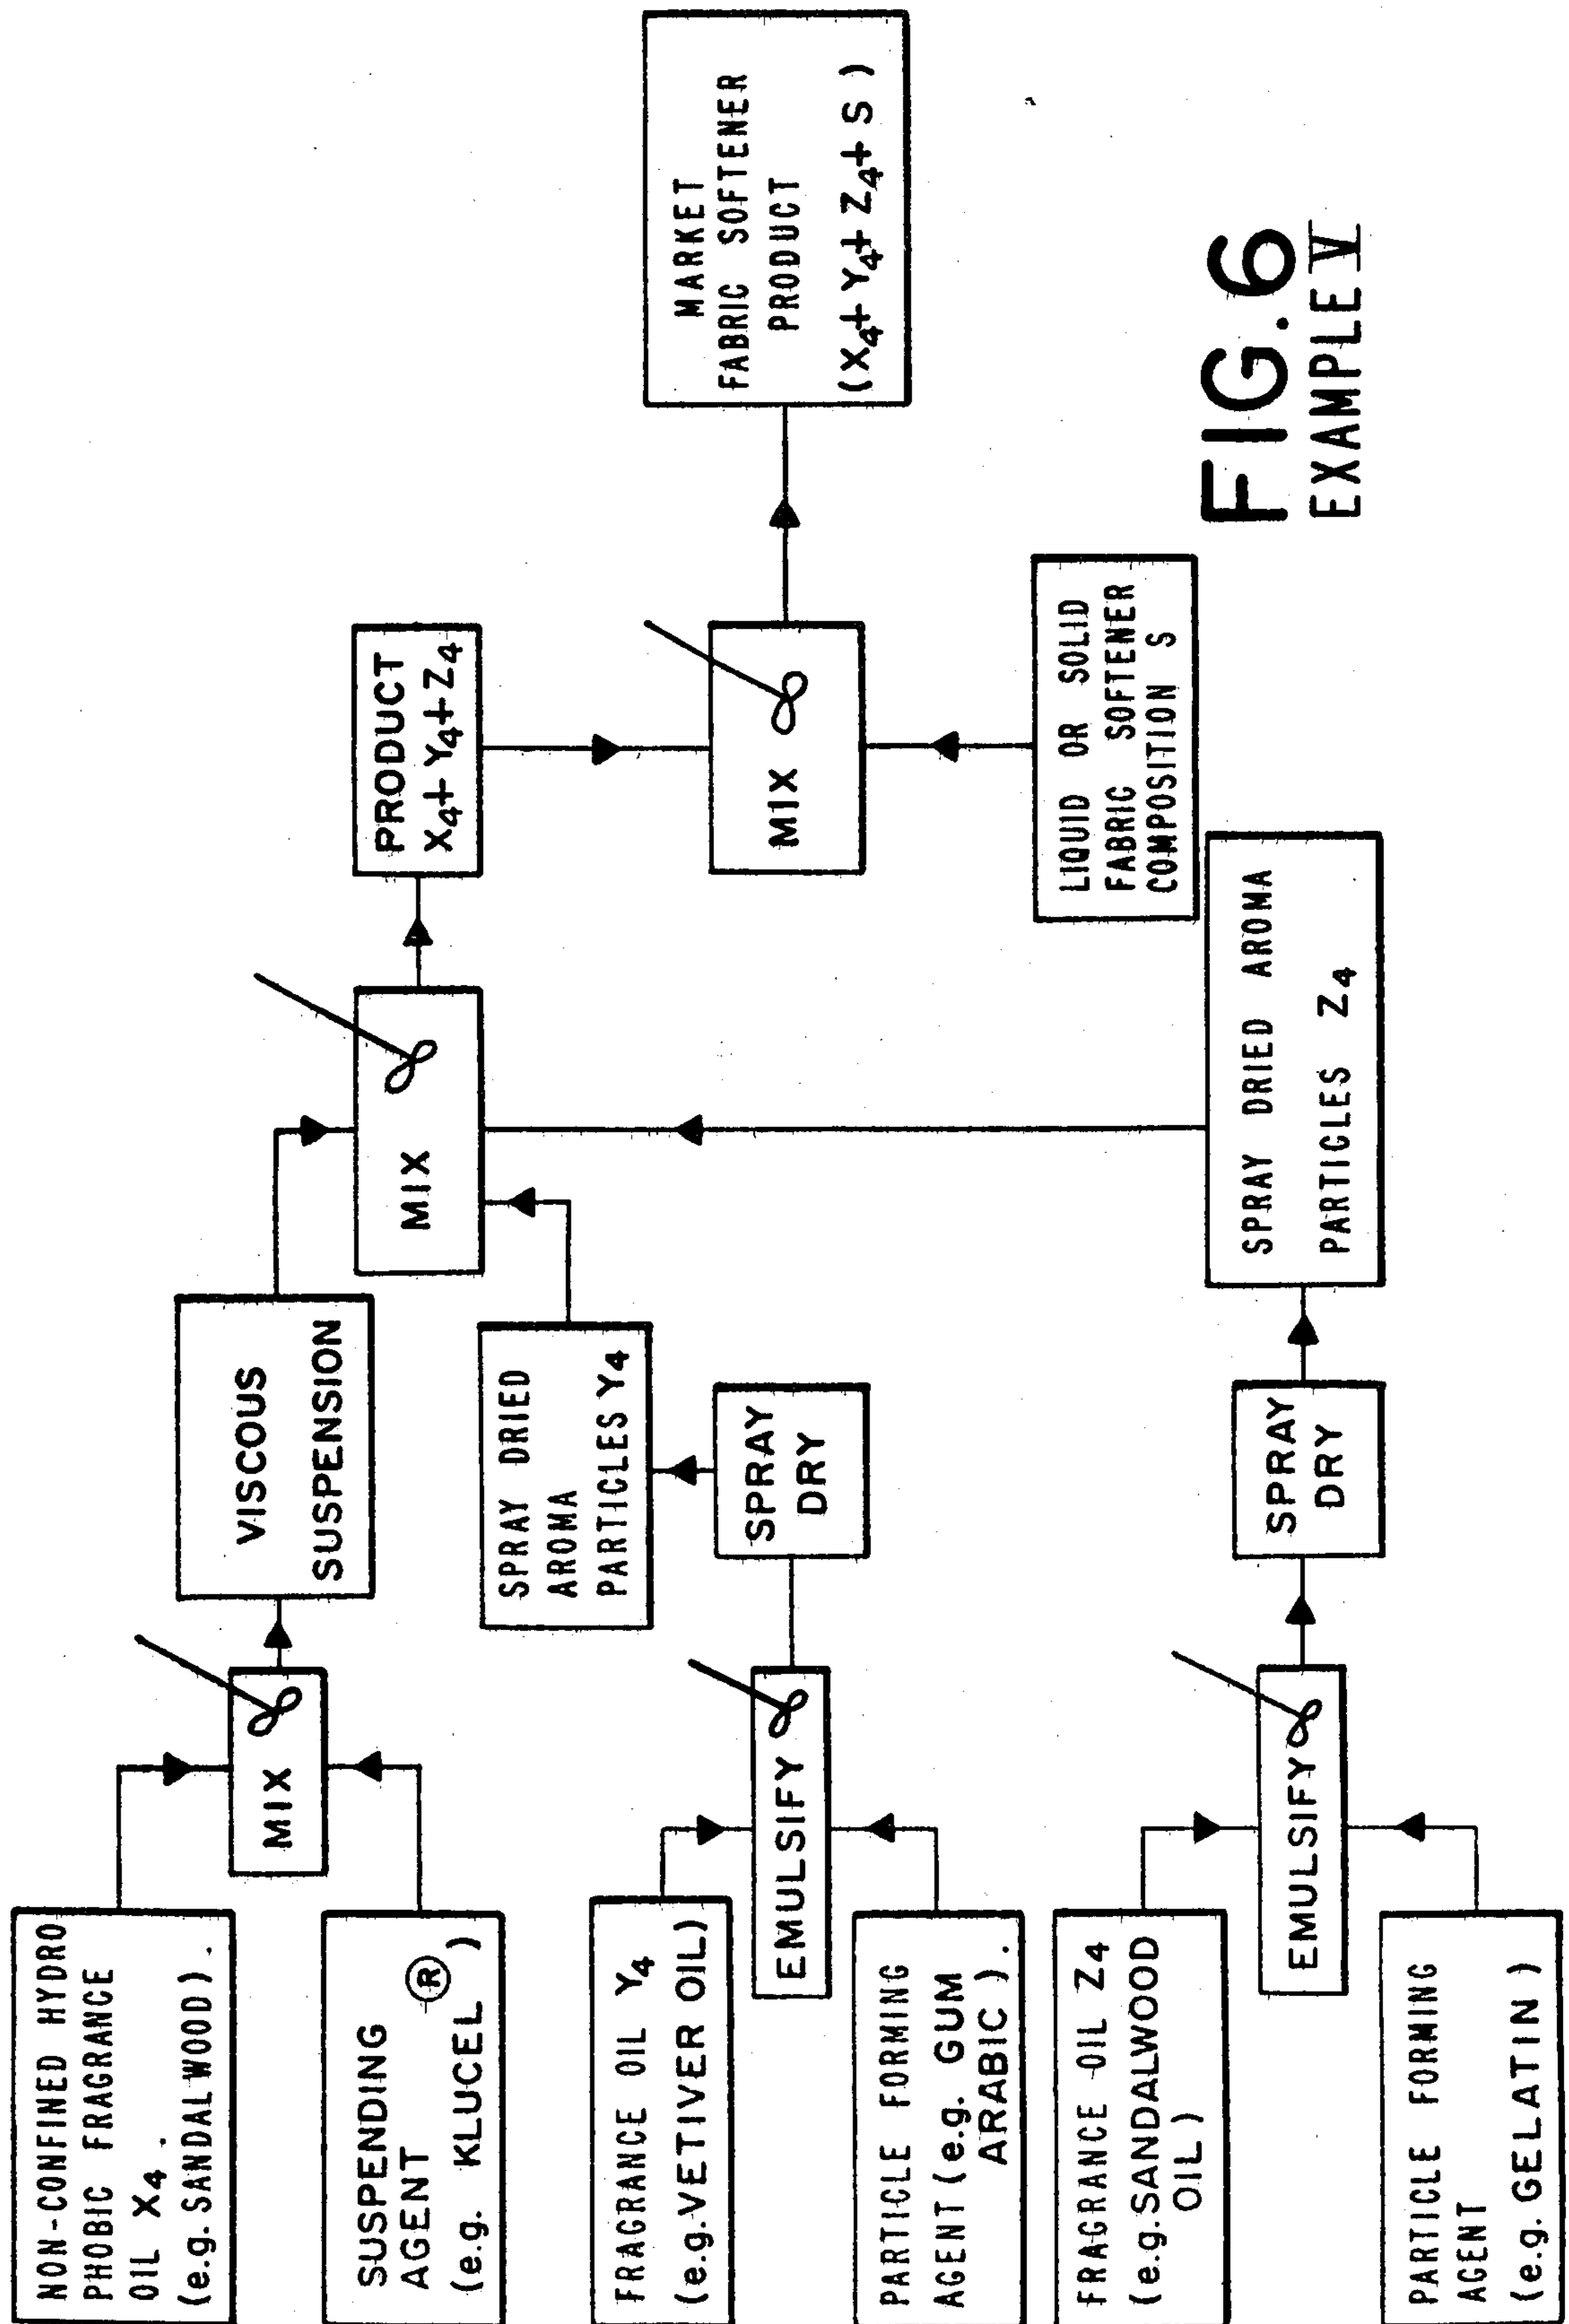 NON-CONFINED HYDRO
PHOBIC FRAGRANCE
OIL X4.
(e.g. SANDALWOOD).
SUSPENDING
AGENT ®
(e.g. KLUCEL )
MIX
VISCOUS
SUSPENSION
FRAGRANCE OIL Y4
(e.g. VETIVER OIL)
PARTICLE FORMING
AGENT (e.g. GUM
ARABIC ).
EMULSIFY
SPRAY
DRY
SPRAY DRIED
AROMA
PARTICLES Y4
FRAGRANCE OIL Z4
(e.g. SANDALWOOD
OIL)
PARTICLE FORMING
AGENT
(e.g. GELATIN )
EMULSIFY
SPRAY
DRY
SPRAY DRIED AROMA
PARTICLES Z4
MIX
PRODUCT
X4+Y4+Z4
LIQUID OR SOLID
FABRIC SOFTENER
COMPOSITION S
MIX
MARKET
FABRIC SOFTENER
PRODUCT
(X4+Y4+Z4+S)
FIG.6
EXAMPLE V